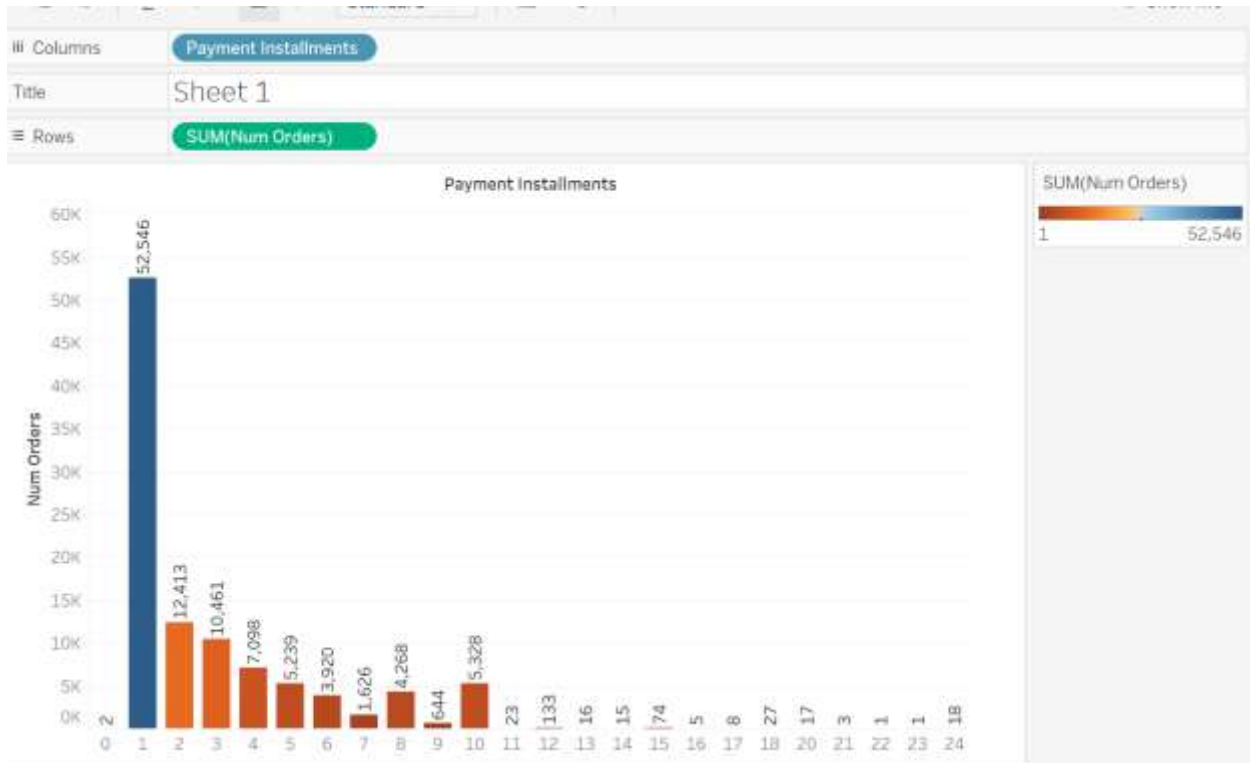 Columns Payment Installments
Title Sheet 1
Rows SUM(Num Orders)
Payment Installments
SUM(Num Orders)
1 52,546
Num Orders
60K
55K
50K
45K
40K
35K
30K
25K
20K
15K
10K
5K
0K
2 52,546 12,413 10,461 7,098 5,239 3,920 1,626 4,268 644 5,328 23 133 16 15 74 5 8 27 17 3 1 1 18
0 1 2 3 4 5 6 7 8 9 10 11 12 13 14 15 16 17 18 20 21 22 23 24